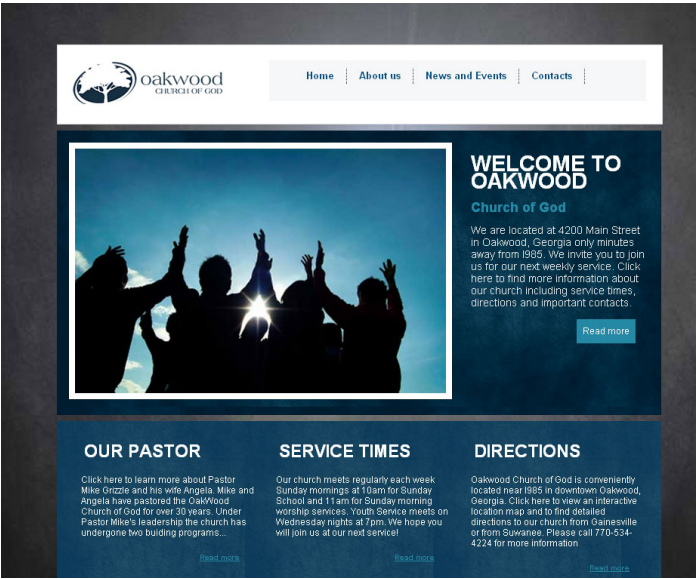 oakwood
CHURCH OF GOD
Home
About us
News and Events
Contacts
WELCOME TO
OAKWOOD
Church of God
We are located at 4200 Main Street
in Oakwood, Georgia only minutes
away from I985. We invite you to join
us for our next weekly service. Click
here to find more information about
our church including service times,
directions and important contacts.
Read more
OUR PASTOR
Click here to learn more about Pastor
Mike Grizzle and his wife Angela. Mike and
Angela have pastored the OakWood
Church of God for over 30 years. Under
Pastor Mike's leadership the church has
undergone two buiding programs...
Read more
SERVICE TIMES
Our church meets regularly each week
Sunday mornings at 10am for Sunday
School and 11am for Sunday morning
worship services. Youth Service meets on
Wednesday nights at 7pm. We hope you
will join us at our next service!
Read more
DIRECTIONS
Oakwood Church of God is conveniently
located near I985 in downtown Oakwood,
Georgia. Click here to view an interactive
location map and to find detailed
directions to our church from Gainesville
or from Suwanee. Please call 770-534-
4224 for more information
Read more